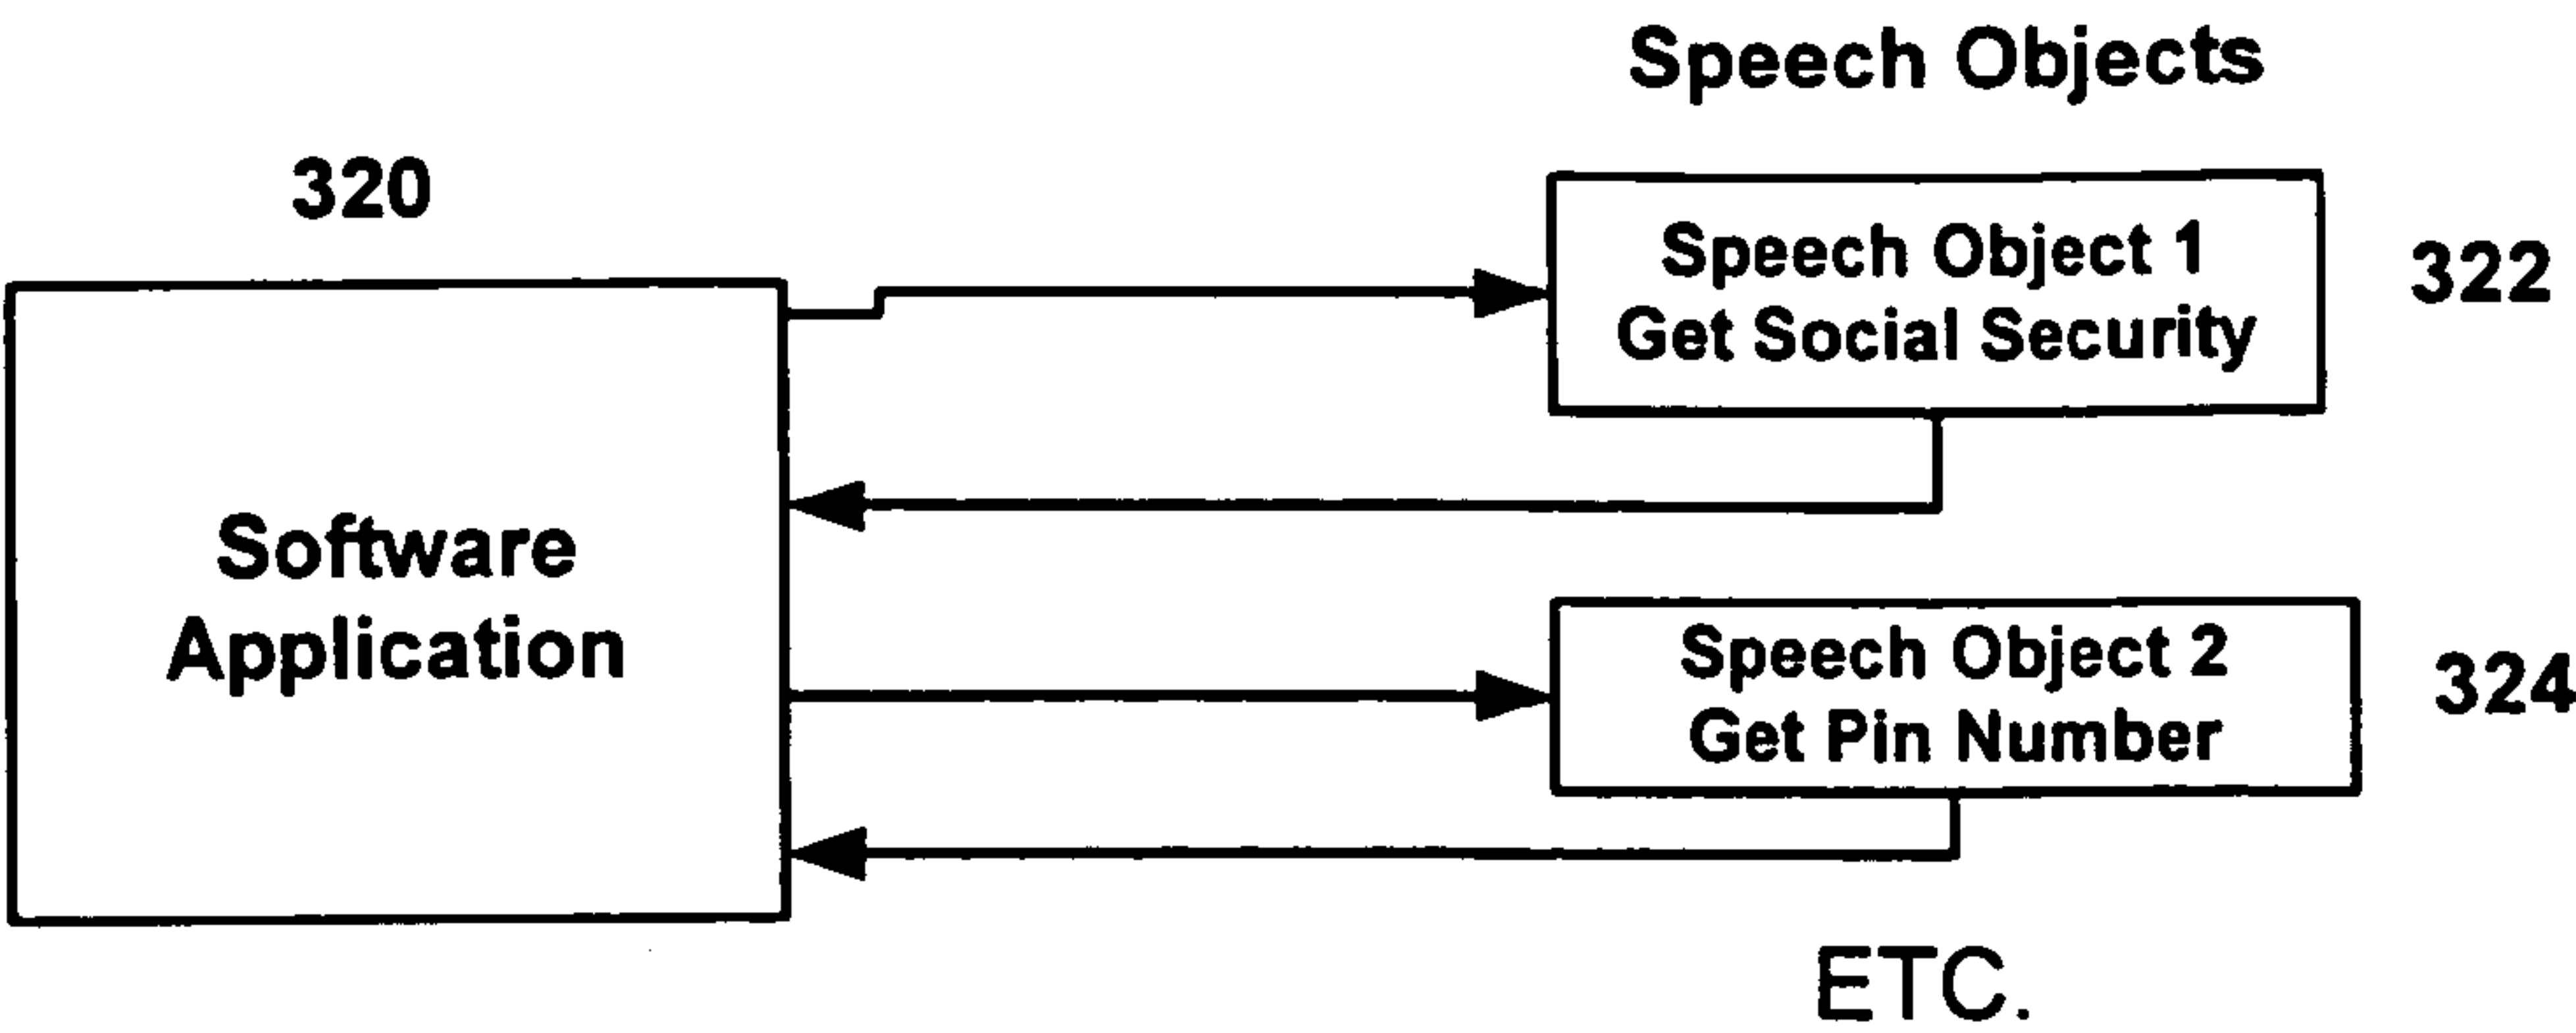 Speech Objects
320
Speech Object 1
Get Social Security
322
Software
Application
Speech Object 2
Get Pin Number
324
ETC.